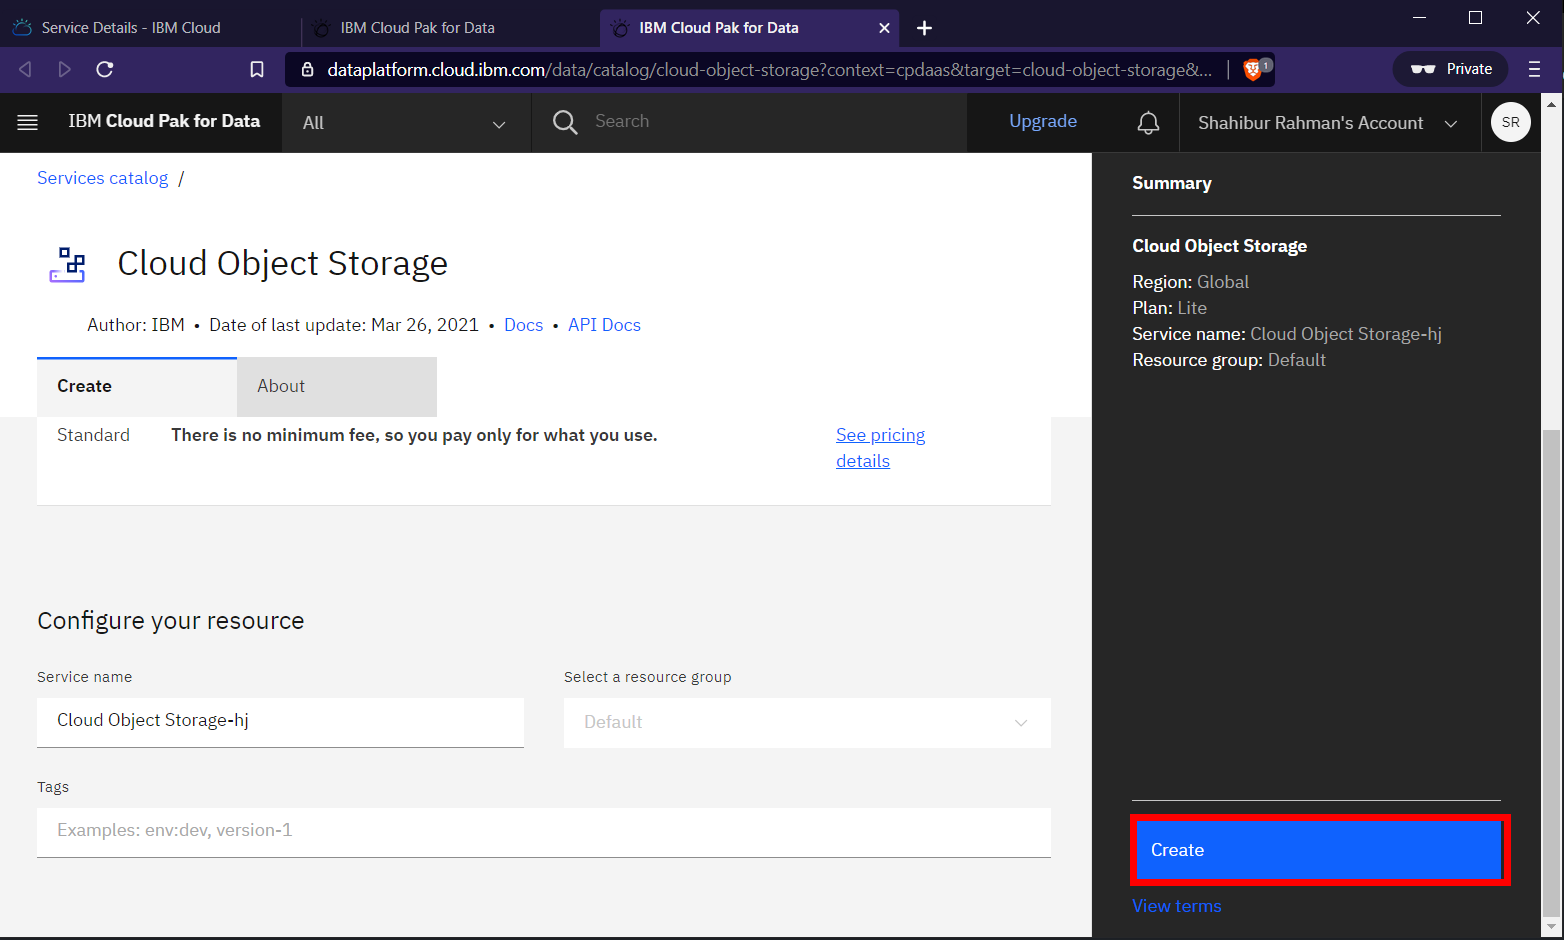 Service Details - IBM Cloud
IBM Cloud Pak for Data
IBM Cloud Pak for Data
dataplatform.cloud.ibm.com/data/catalog/cloud-object-storage?context=cpdaas&target=cloud-object-storage&...
1
Private
IBM Cloud Pak for Data
All
Search
Upgrade
Shahibur Rahman's Account
SR
Services catalog /
Cloud Object Storage
Author: IBM • Date of last update: Mar 26, 2021 • Docs • API Docs
Create
About
Standard
There is no minimum fee, so you pay only for what you use.
See pricing
details
Configure your resource
Service name
Select a resource group
Cloud Object Storage-hj
Default
Tags
Examples: env:dev, version-1
Summary
Cloud Object Storage
Region: Global
Plan: Lite
Service name: Cloud Object Storage-hj
Resource group: Default
Create
View terms